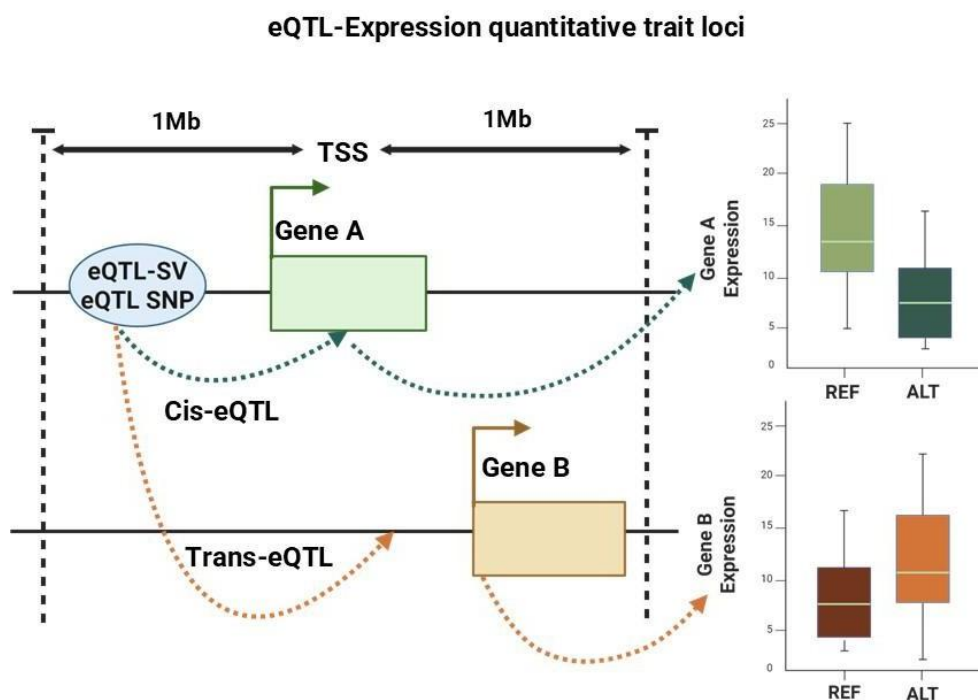 eQTL-Expression quantitative trait loci
1Mb
1Mb
TSS
Gene A
eQTL-SV
eQTL SNP
Cis-eQTL
Gene B
Trans-eQTL
Gene A
Expression
25
20
15
10
5
0
REF
ALT
Gene B
Expression
25
20
15
10
5
0
REF
ALT